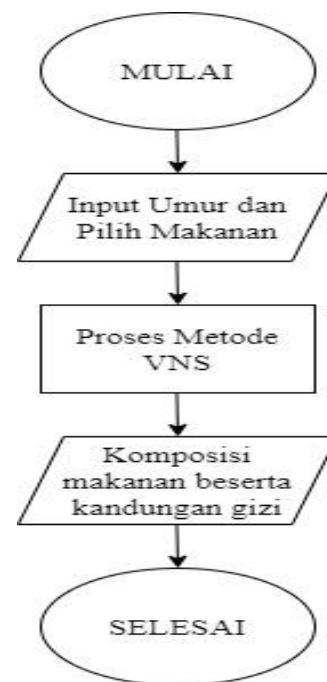 MULAI
Input Umur dan
Pilih Makanan
Proses Metode
VNS
Komposisi
makanan beserta
kandungan gizi
SELESAI